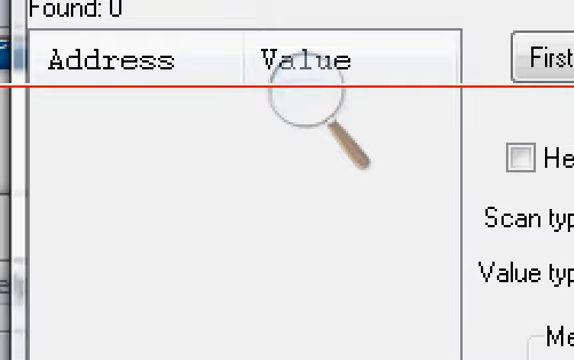 Found: 0
Address Value
First
He
Scan typ
Value typ
Me